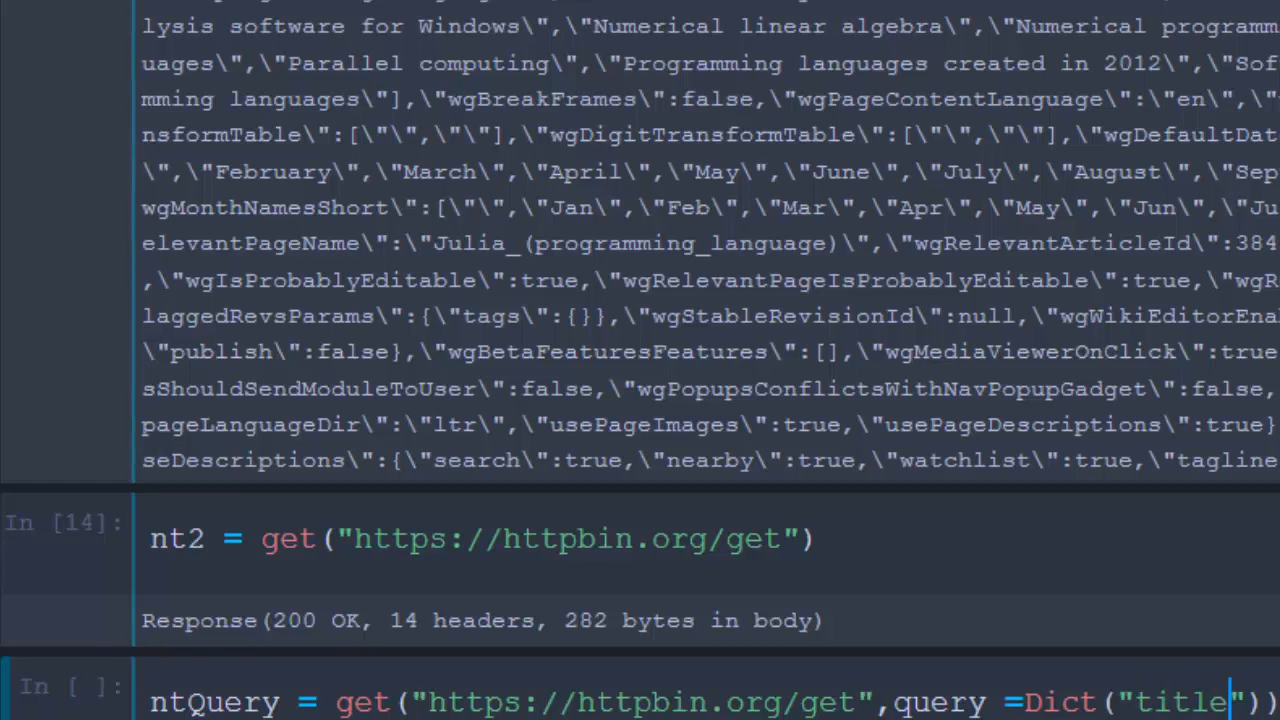 lysis software for Windows\",\"Numerical linear algebra\",\"Numerical programm
uages\",\"Parallel computing\",\"Programming languages created in 2012\",\"Sof
mming languages\"],\"wgBreakFrames\":false,\"wgPageContentLanguage\":\"en\",\"
nsformTable\":[\"\",\"\"],\"wgDigitTransformTable\":[\"\",\"\"],\"wgDefaultDat
\",\"February\",\"March\",\"April\",\"May\",\"June\",\"July\",\"August\",\"Sep
wgMonthNamesShort\":[\"\",\"Jan\",\"Feb\",\"Mar\",\"Apr\",\"May\",\"Jun\",\"Ju
elevantPageName\":\"Julia_(programming_language)\",\"wgRelevantArticleId\":384
,\"wgIsProbablyEditable\":true,\"wgRelevantPageIsProbablyEditable\":true,\"wgR
laggedRevsParams\":{\"tags\":{}},\"wgStableRevisionId\":null,\"wgWikiEditorEna
\"publish\":false},\"wgBetaFeaturesFeatures\":[],\"wgMediaViewerOnClick\":true
sShouldSendModuleToUser\":false,\"wgPopupsConflictsWithNavPopupGadget\":false,
pageLanguageDir\":\"ltr\",\"usePageImages\":true,\"usePageDescriptions\":true}
seDescriptions\":{\"search\":true,\"nearby\":true,\"watchlist\":true,\"tagline
In [14]: nt2 = get("https://httpbin.org/get")
Response(200 OK, 14 headers, 282 bytes in body)
In [ ]: ntQuery = get("https://httpbin.org/get",query =Dict("title"))